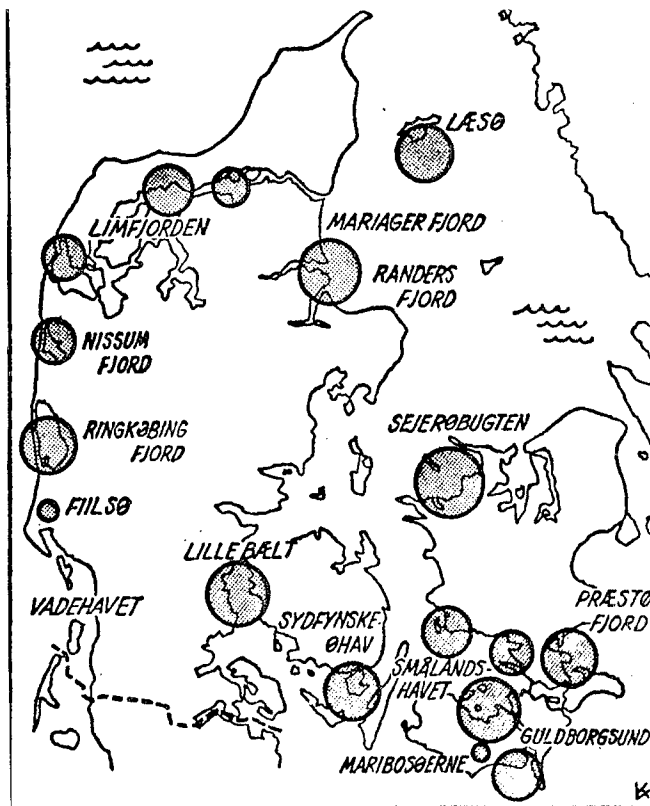 LÆSØ
LIMFJORDEN
MARIAGER FJORD
RANDERS
FJORD
NISSUM
FJORD
RINGKØBING
FJORD
SEJERØBUGTEN
FIILSØ
LILLE BÆLT
VADEHAVET
SYDFYNSKE-
ØHAV
PRÆSTØ
FJORD
SMÅLANDS-
HAVET
GULDBORGSUND
MARIBOSØERNE